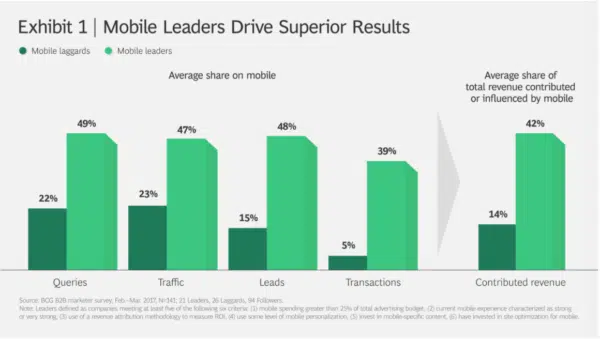 Exhibit 1 | Mobile Leaders Drive Superior Results
Mobile laggards Mobile leaders
Average share on mobile
Average share of
total revenue contributed
or influenced by mobile
22% 49%
23% 47%
15% 48%
5% 39%
14% 42%
Queries Traffic Leads Transactions Contributed revenue
Source: BCG B2B marketer survey, Feb.–Mar. 2017, N=141; 21 Leaders, 26 Laggards, 94 Followers.
Note: Leaders defined as companies meeting at least five of the following six criteria: (1) mobile spending greater than 25% of total advertising budget, (2) current mobile experience characterized as strong
or very strong, (3) use of a revenue attribution methodology to measure ROI, (4) use some level of mobile personalization, (5) invest in mobile-specific content, (6) have invested in site optimization for mobile.